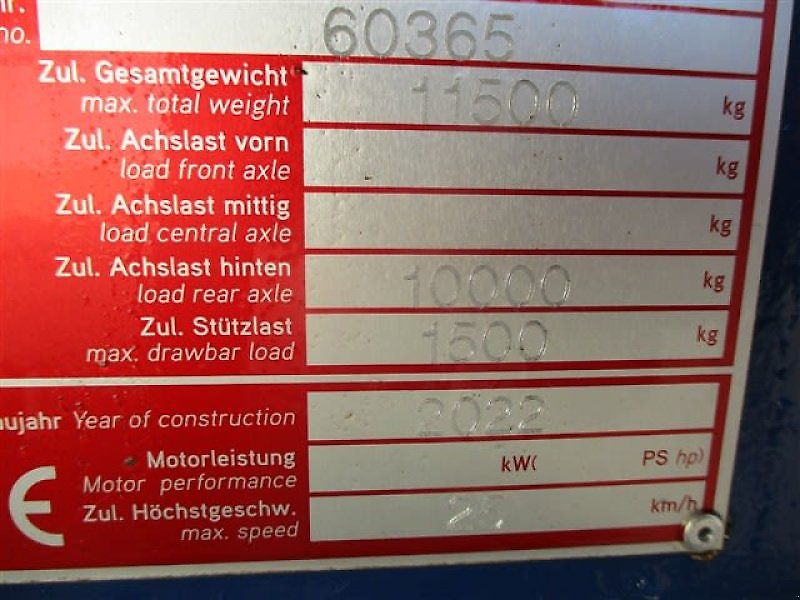 no. 60365
Zul. Gesamtgewicht
max. total weight 11500 kg
Zul. Achslast vorn
load front axle kg
Zul. Achslast mittig
load central axle kg
Zul. Achslast hinten
load rear axle 10000 kg
Zul. Stützlast
max. drawbar load 1500 kg
Year of construction 2022
Motorleistung
Motor performance kW( PS hp)
Zul. Höchstgeschw.
max. speed 25 km/h
CE